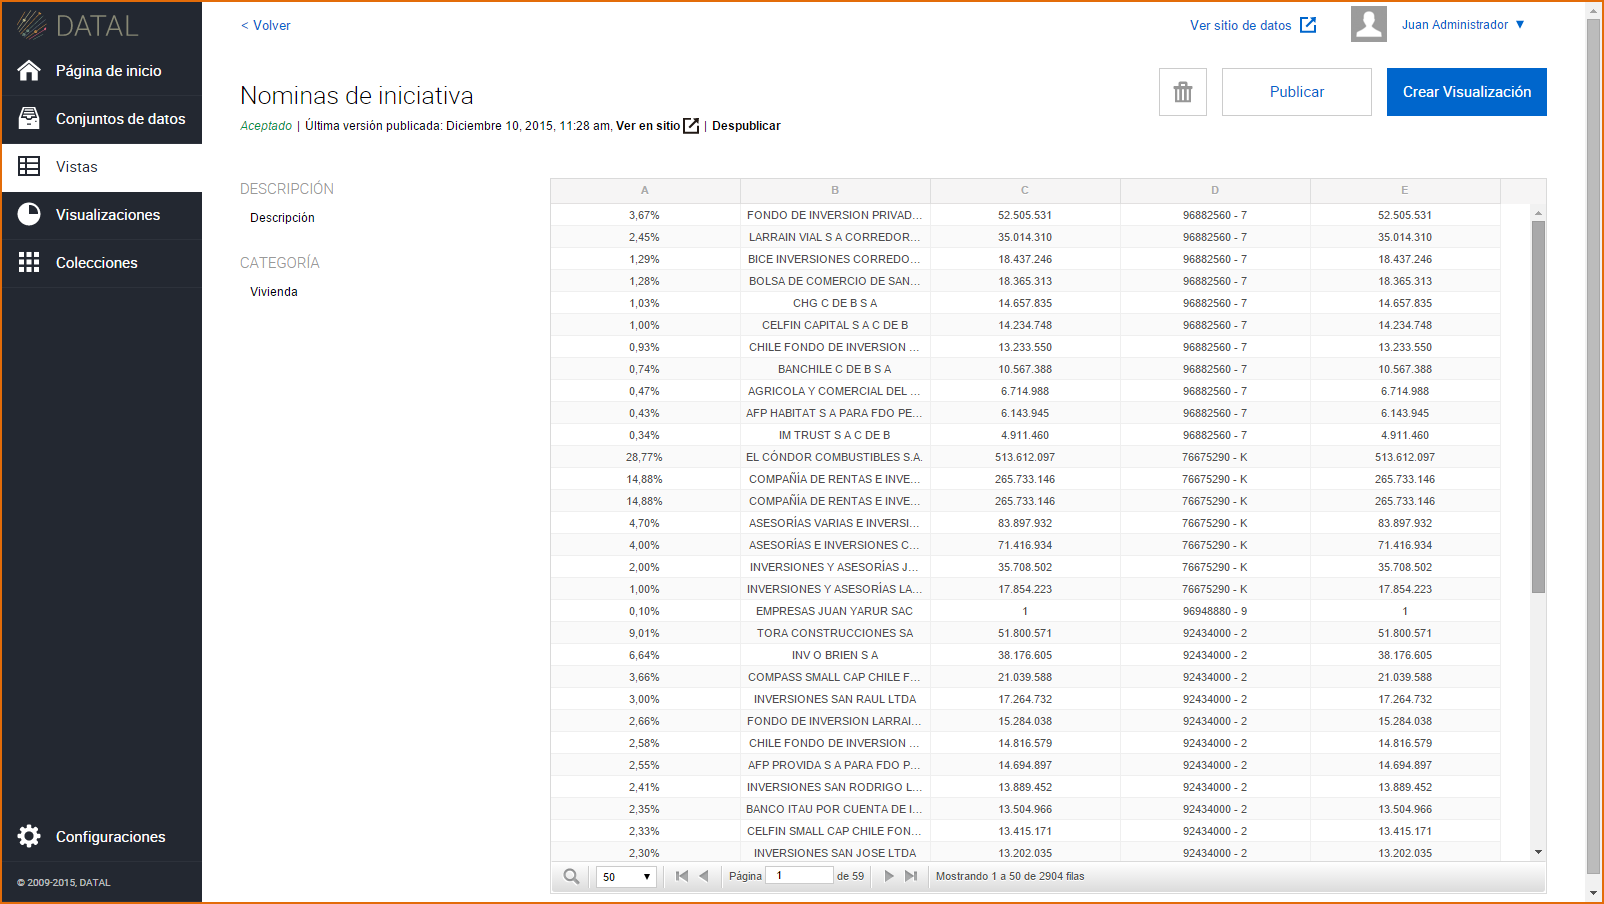 DATAL
Página de inicio
Conjuntos de datos
Vistas
Visualizaciones
Colecciones
Configuraciones
© 2009-2015, DATAL
< Volver
Ver sitio de datos
Juan Administrador ▼
Nominas de iniciativa
Aceptado | Última versión publicada: Diciembre 10, 2015, 11:28 am, Ver en sitio | Despublicar
Publicar
Crear Visualización
DESCRIPCIÓN
Descripción
CATEGORÍA
Vivienda
A B C D E
3,67% FONDO DE INVERSION PRIVAD... 52.505.531 96882560 - 7 52.505.531
2,45% LARRAIN VIAL S A CORREDOR... 35.014.310 96882560 - 7 35.014.310
1,29% BICE INVERSIONES CORREDO... 18.437.246 96882560 - 7 18.437.246
1,28% BOLSA DE COMERCIO DE SAN... 18.365.313 96882560 - 7 18.365.313
1,03% CHG C DE B S A 14.657.835 96882560 - 7 14.657.835
1,00% CELFIN CAPITAL S A C DE B 14.234.748 96882560 - 7 14.234.748
0,93% CHILE FONDO DE INVERSION ... 13.233.550 96882560 - 7 13.233.550
0,74% BANCHILE C DE B S A 10.567.388 96882560 - 7 10.567.388
0,47% AGRICOLA Y COMERCIAL DEL ... 6.714.988 96882560 - 7 6.714.988
0,43% AFP HABITAT S A PARA FDO PE... 6.143.945 96882560 - 7 6.143.945
0,34% IM TRUST S A C DE B 4.911.460 96882560 - 7 4.911.460
28,77% EL CÓNDOR COMBUSTIBLES S.A. 513.612.097 76675290 - K 513.612.097
14,88% COMPAÑÍA DE RENTAS E INVE... 265.733.146 76675290 - K 265.733.146
14,88% COMPAÑÍA DE RENTAS E INVE... 265.733.146 76675290 - K 265.733.146
4,70% ASESORÍAS VARIAS E INVERSI... 83.897.932 76675290 - K 83.897.932
4,00% ASESORÍAS E INVERSIONES C... 71.416.934 76675290 - K 71.416.934
2,00% INVERSIONES Y ASESORÍAS J... 35.708.502 76675290 - K 35.708.502
1,00% INVERSIONES Y ASESORÍAS LA... 17.854.223 76675290 - K 17.854.223
0,10% EMPRESAS JUAN YARUR SAC 1 96948880 - 9 1
9,01% TORA CONSTRUCCIONES SA 51.800.571 92434000 - 2 51.800.571
6,64% INV O BRIEN S A 38.176.605 92434000 - 2 38.176.605
3,66% COMPASS SMALL CAP CHILE F... 21.039.588 92434000 - 2 21.039.588
3,00% INVERSIONES SAN RAUL LTDA 17.264.732 92434000 - 2 17.264.732
2,66% FONDO DE INVERSION LARRAI... 15.284.038 92434000 - 2 15.284.038
2,58% CHILE FONDO DE INVERSION ... 14.816.579 92434000 - 2 14.816.579
2,55% AFP PROVIDA S A PARA FDO P... 14.694.897 92434000 - 2 14.694.897
2,41% INVERSIONES SAN RODRIGO L... 13.889.452 92434000 - 2 13.889.452
2,35% BANCO ITAU POR CUENTA DE I... 13.504.966 92434000 - 2 13.504.966
2,33% CELFIN SMALL CAP CHILE FON... 13.415.171 92434000 - 2 13.415.171
2,30% INVERSIONES SAN JOSE LTDA 13.202.035 92434000 - 2 13.202.035
50 ▼ Página 1 de 59 Mostrando 1 a 50 de 2904 filas